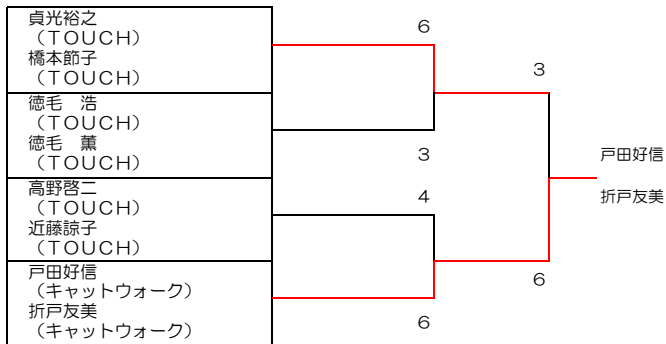 貞光裕之
(TOUCH)
橋本節子
(TOUCH)
徳毛　浩
(TOUCH)
徳毛　薫
(TOUCH)
高野啓二
(TOUCH)
近藤諒子
(TOUCH)
戸田好信
(キャットウォーク)
折戸友美
(キャットウォーク)
6
3
4
6
3
6
戸田好信
折戸友美